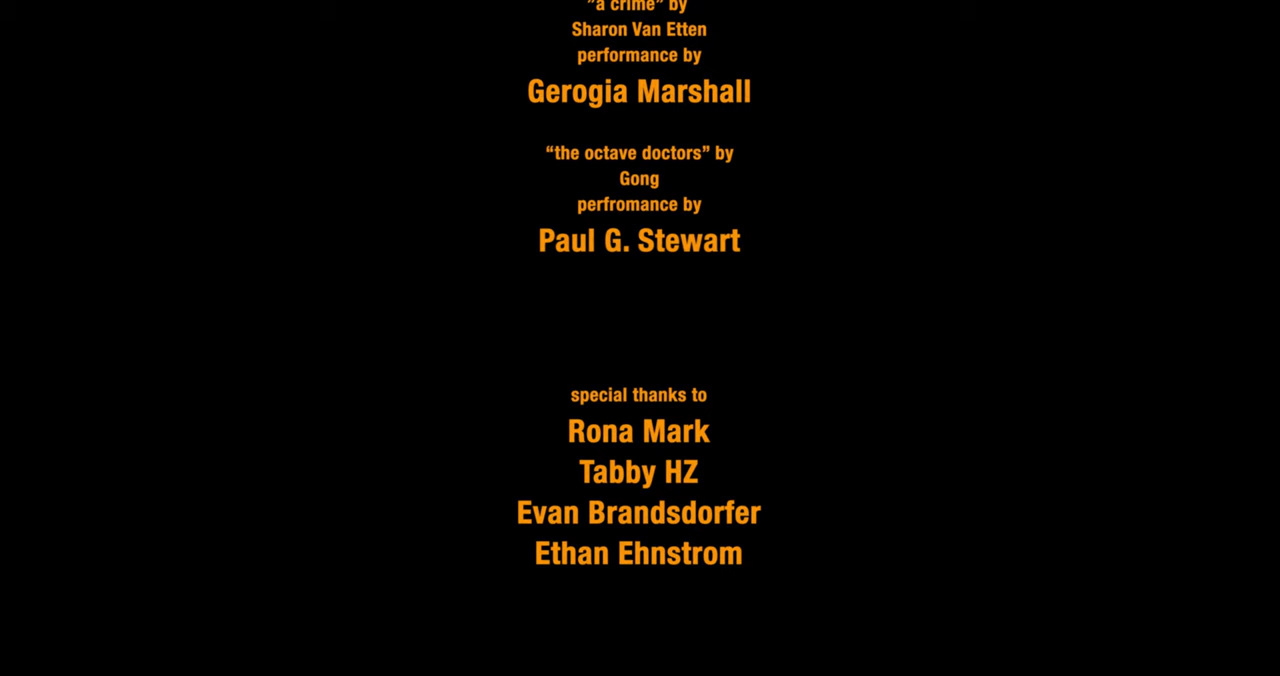 “a crime” by
Sharon Van Etten
performance by
Gerogia Marshall
“the octave doctors” by
Gong
perfromance by
Paul G. Stewart
special thanks to
Rona Mark
Tabby HZ
Evan Brandsdorfer
Ethan Ehnstrom